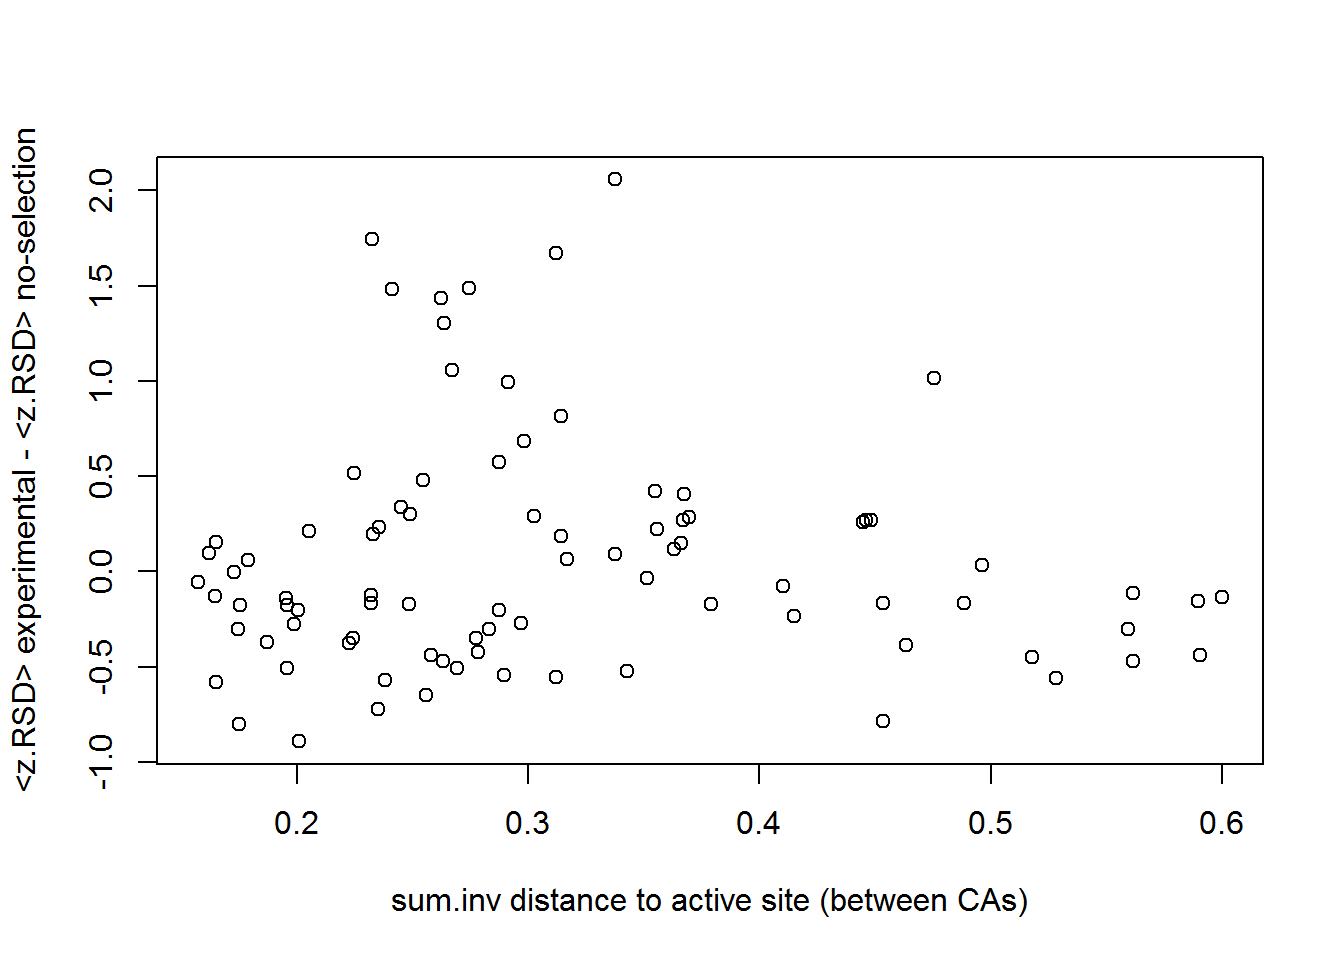 <z.RSD> experimental - <z.RSD> no-selection
2.0
1.5
1.0
0.5
0.0
-0.5
-1.0
0.2 0.3 0.4 0.5 0.6
sum.inv distance to active site (between CAs)